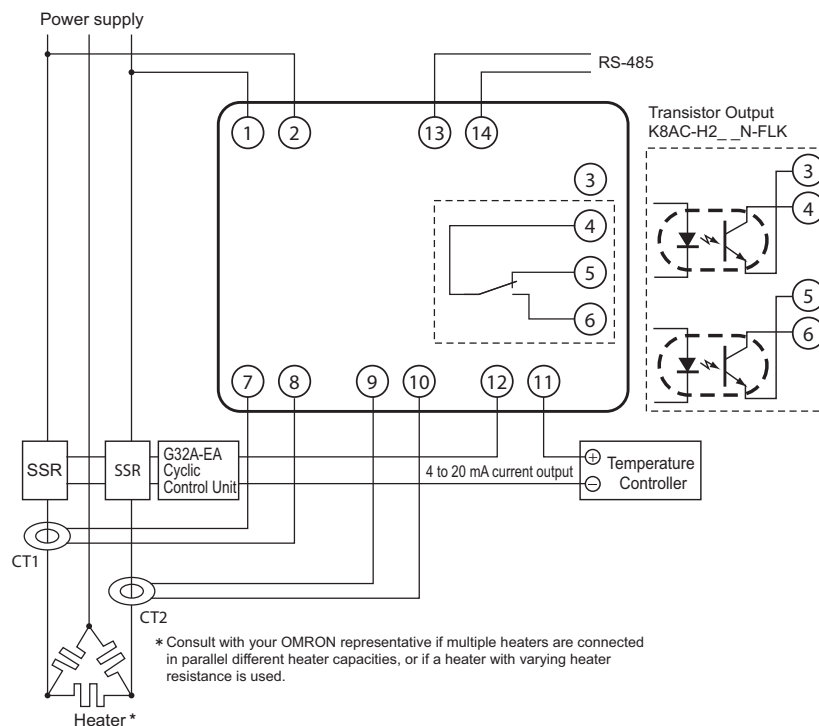 Power supply
RS-485
Transistor Output
K8AC-H2_ _N-FLK
1
2
13
14
3
4
5
6
3
4
5
6
7
8
9
10
12
11
SSR
SSR
G32A-EA
Cyclic
Control Unit
4 to 20 mA current output
+
−
Temperature
Controller
CT1
CT2
* Consult with your OMRON representative if multiple heaters are connected
in parallel different heater capacities, or if a heater with varying heater
resistance is used.
Heater *